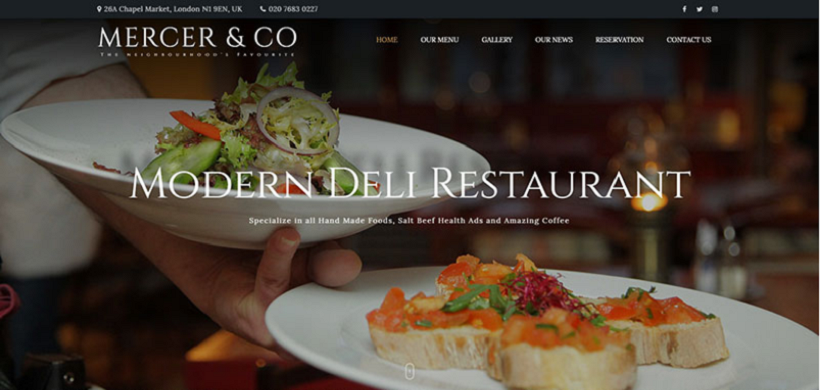 26A Chapel Market, London N1 9EN, UK 020 7683 0227
MERCER & CO
THE NEIGHBOURHOOD'S FAVOURITE
HOME OUR MENU GALLERY OUR NEWS RESERVATION CONTACT US
MODERN DELI RESTAURANT
Specialize in all Hand Made Foods, Salt Beef Health Ads and Amazing Coffee